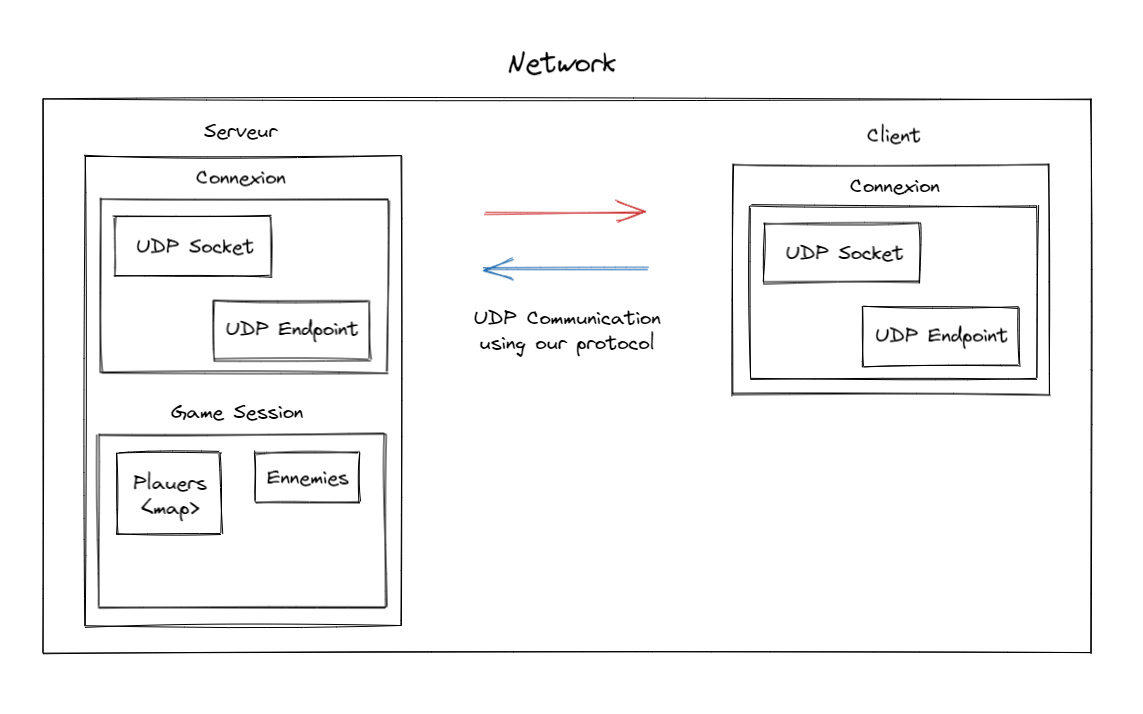 Network
Serveur
Connexion
UDP Socket
UDP Endpoint
Game Session
Plauers
<map>
Ennemies
UDP Communication
using our protocol
Client
Connexion
UDP Socket
UDP Endpoint